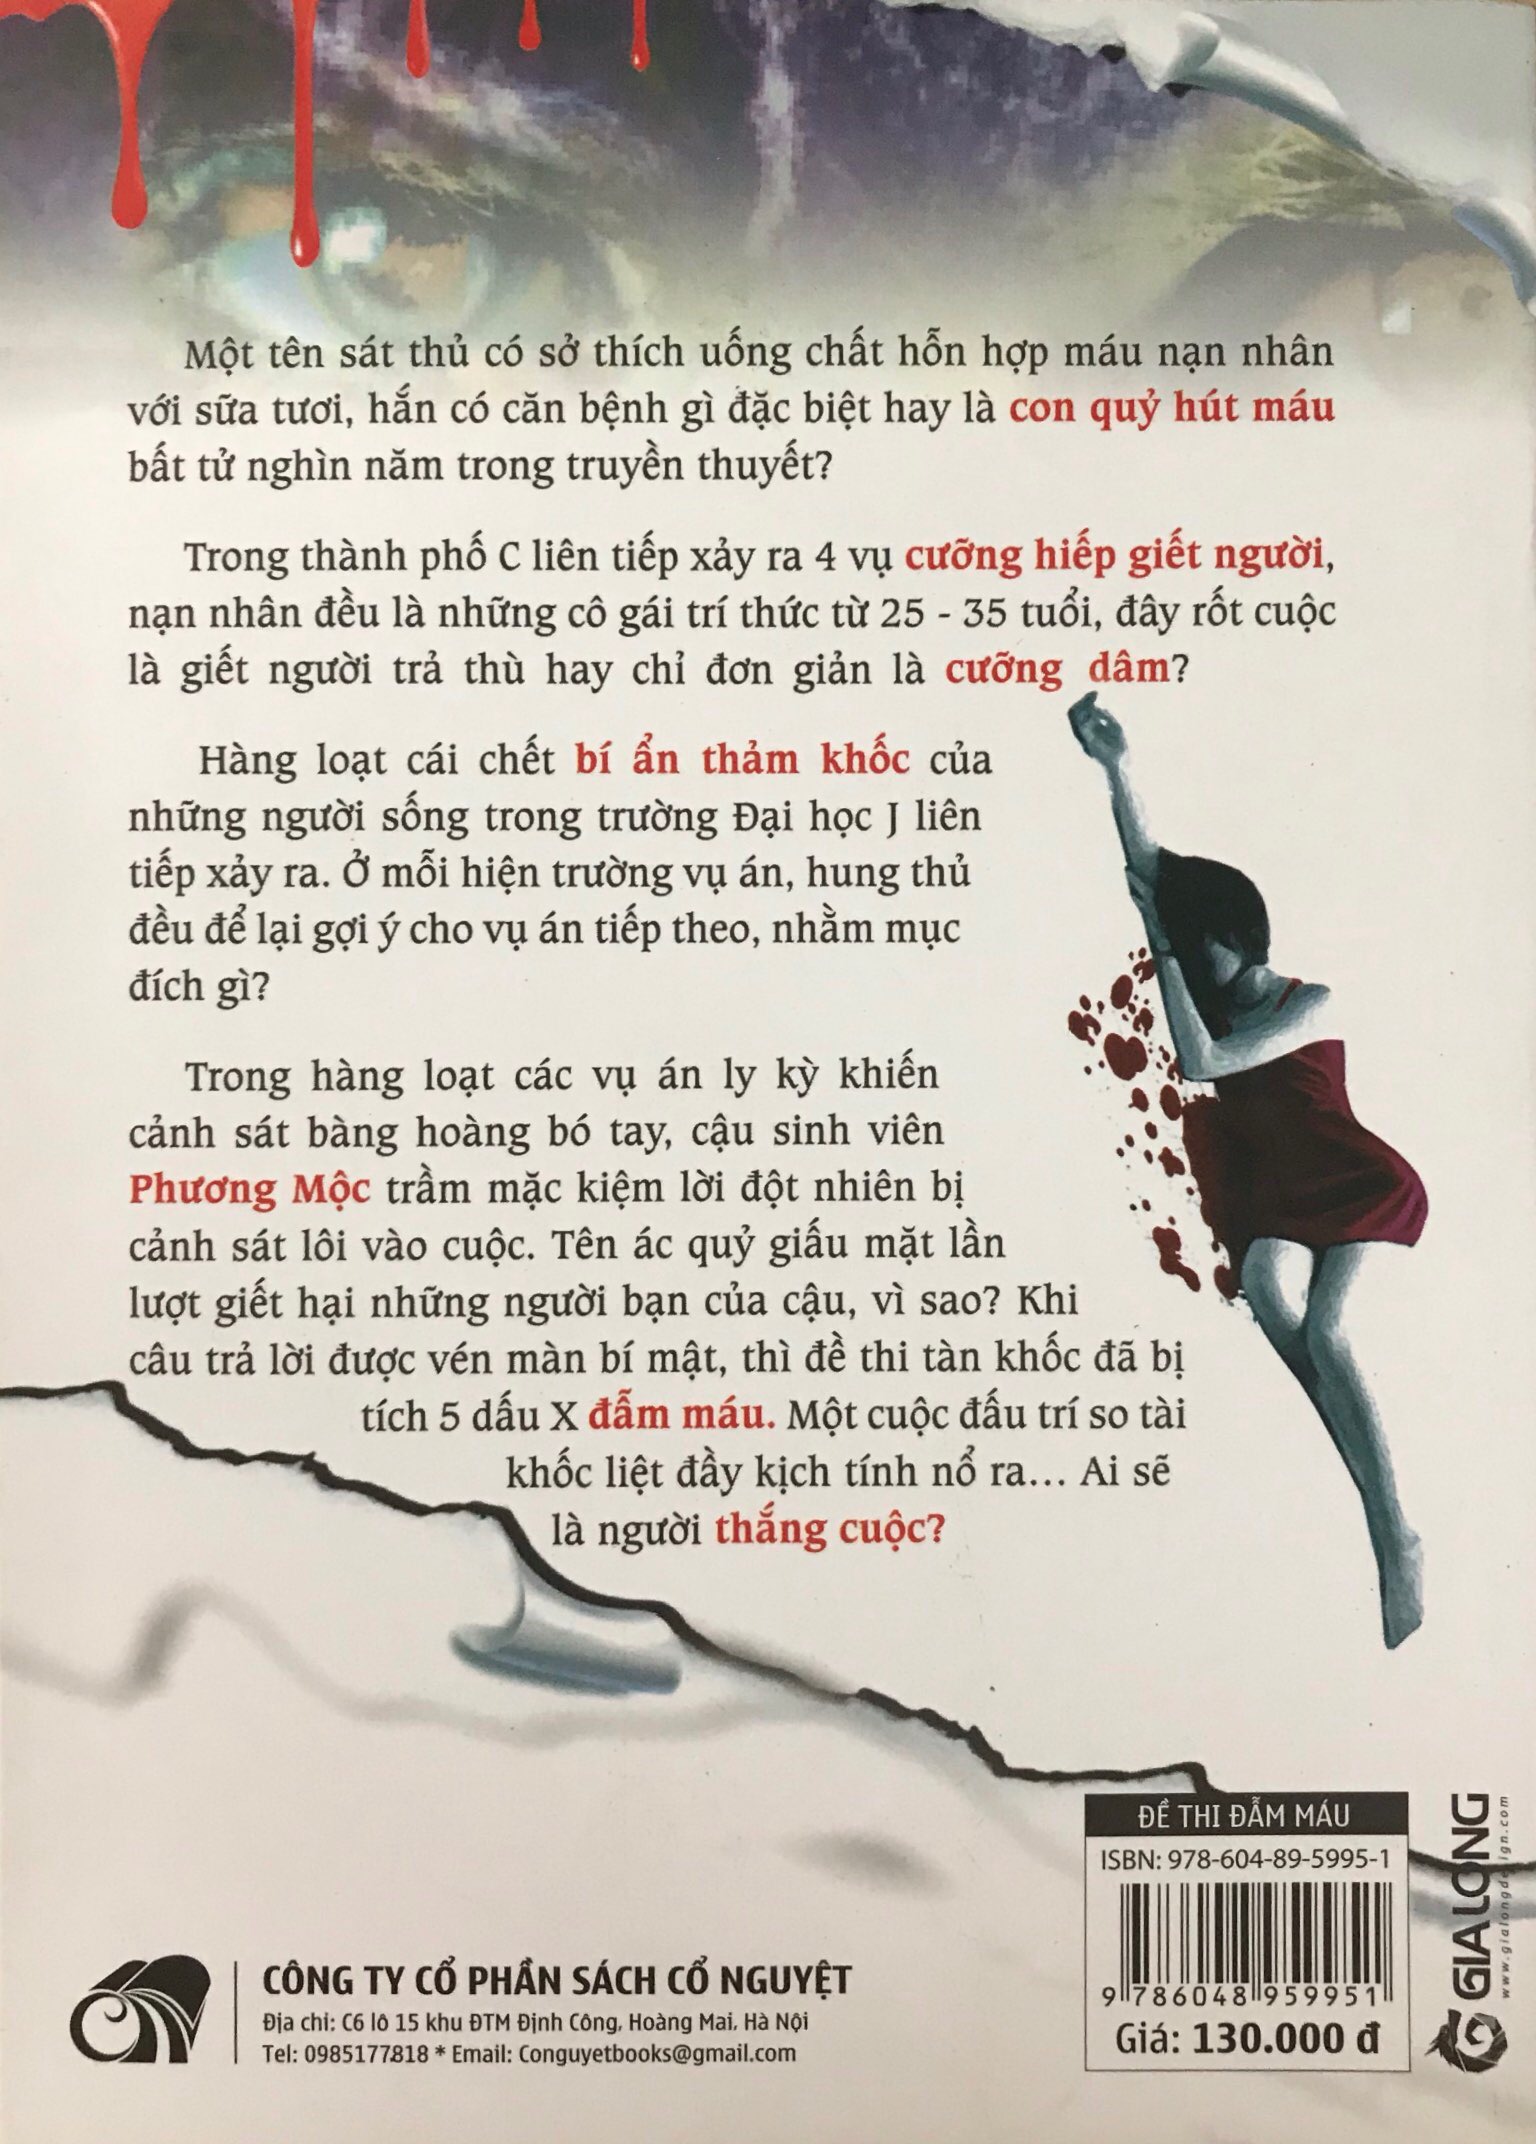 Một tên sát thủ có sở thích uống chất hỗn hợp máu nạn nhân
với sữa tươi, hắn có căn bệnh gì đặc biệt hay là con quỷ hút máu
bất tử nghìn năm trong truyền thuyết?
Trong thành phố C liên tiếp xảy ra 4 vụ cưỡng hiếp giết người,
nạn nhân đều là những cô gái trí thức từ 25 - 35 tuổi, đây rốt cuộc
là giết người trả thù hay chỉ đơn giản là cưỡng dâm?
Hàng loạt cái chết bí ẩn thảm khốc của
những người sống trong trường Đại học J liên
tiếp xảy ra. Ở mỗi hiện trường vụ án, hung thủ
đều để lại gợi ý cho vụ án tiếp theo, nhằm mục
đích gì?
Trong hàng loạt các vụ án ly kỳ khiến
cảnh sát bàng hoàng bó tay, cậu sinh viên
Phương Mộc trầm mặc kiệm lời đột nhiên bị
cảnh sát lôi vào cuộc. Tên ác quỷ giấu mặt lần
lượt giết hại những người bạn của cậu, vì sao? Khi
câu trả lời được vén màn bí mật, thì đề thi tàn khốc đã bị
tích 5 dấu X đẫm máu. Một cuộc đấu trí so tài
khốc liệt đầy kịch tính nổ ra... Ai sẽ
là người thắng cuộc?
ĐỀ THI ĐẪM MÁU
ISBN: 978-604-89-5995-1
9 786048 959951
Giá: 130.000 đ
GIALONG
www.gialongdesign.com
CÔNG TY CỔ PHẦN SÁCH CỔ NGUYỆT
Địa chỉ: C6 lô 15 khu ĐTM Định Công, Hoàng Mai, Hà Nội
Tel: 0985177818 * Email: Conguyetbooks@gmail.com